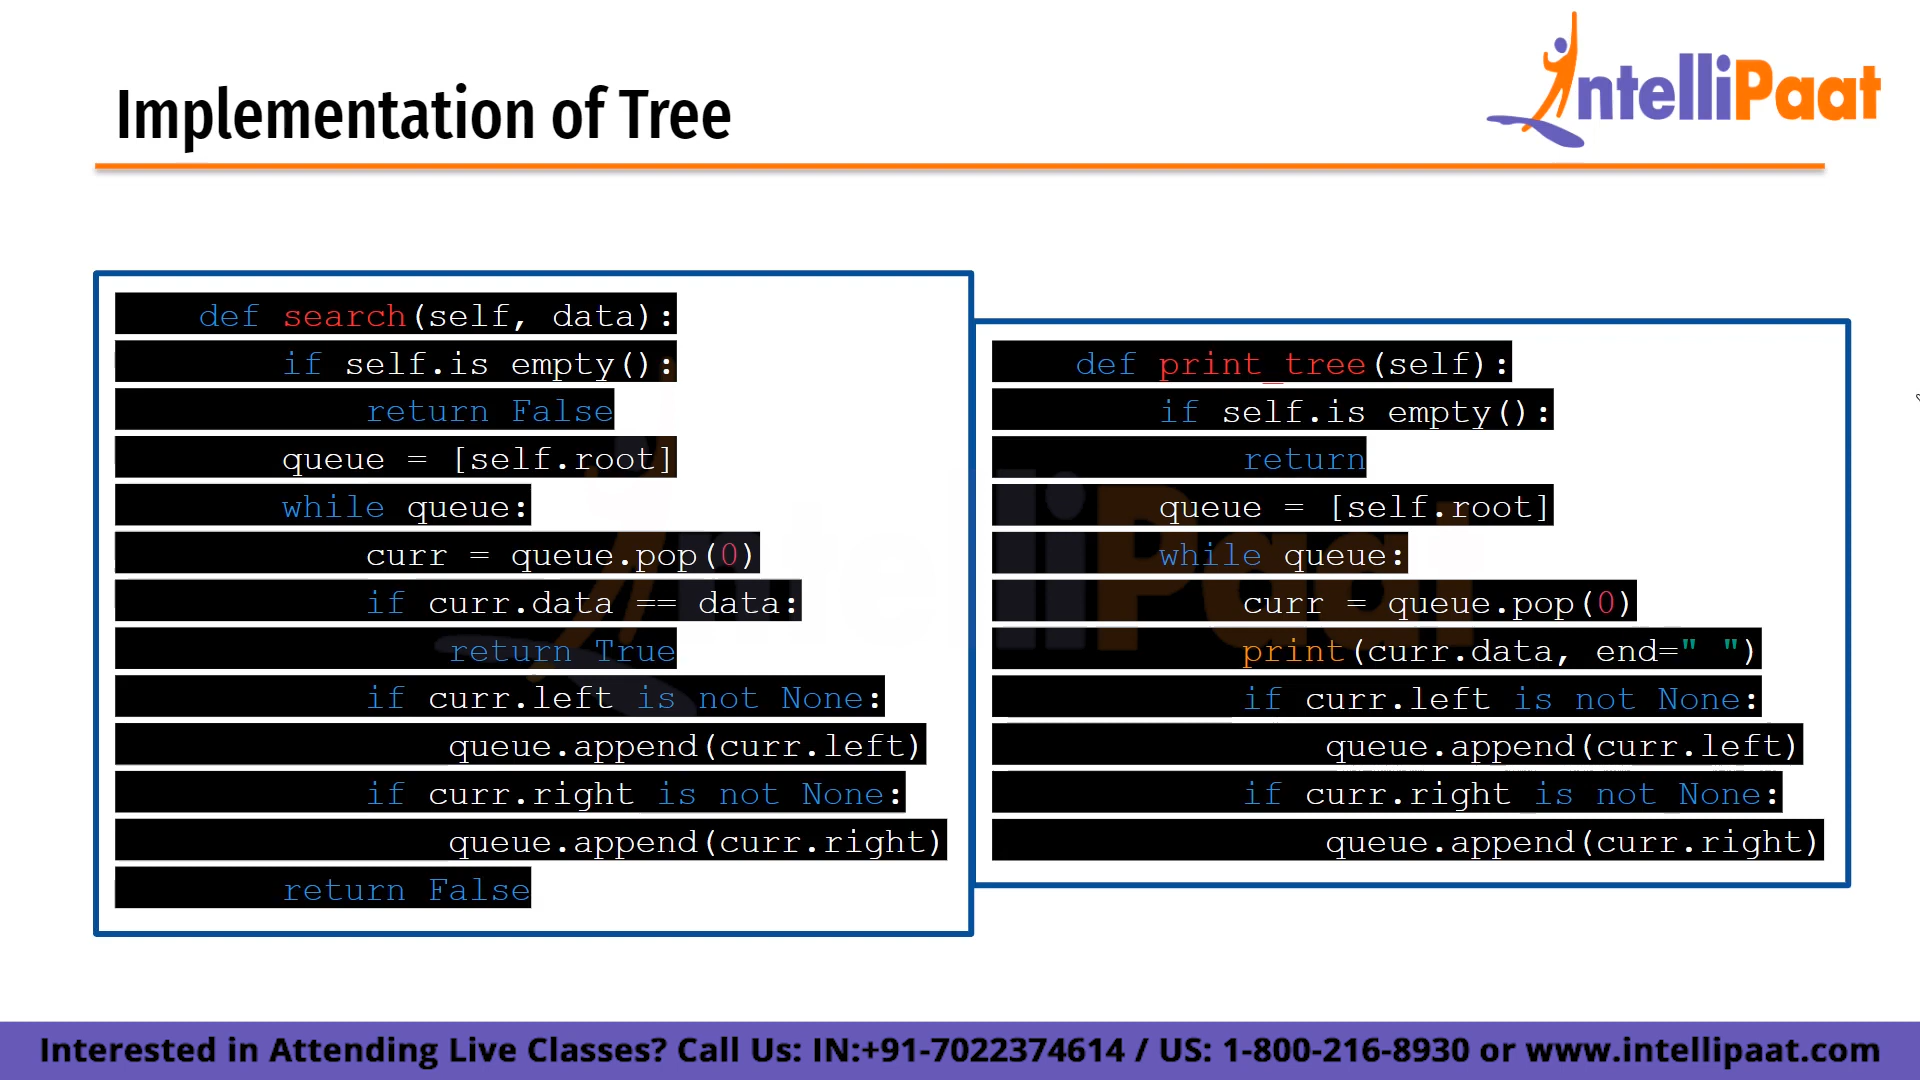 Implementation of Tree
IntelliPaat
def search(self, data):
if self.is empty():
return False
queue = [self.root]
while queue:
curr = queue.pop(0)
if curr.data == data:
return True
if curr.left is not None:
queue.append(curr.left)
if curr.right is not None:
queue.append(curr.right)
return False
def print_tree(self):
if self.is empty():
return
queue = [self.root]
while queue:
curr = queue.pop(0)
print(curr.data, end=" ")
if curr.left is not None:
queue.append(curr.left)
if curr.right is not None:
queue.append(curr.right)
Interested in Attending Live Classes? Call Us: IN:+91-7022374614 / US: 1-800-216-8930 or www.intellipaat.com